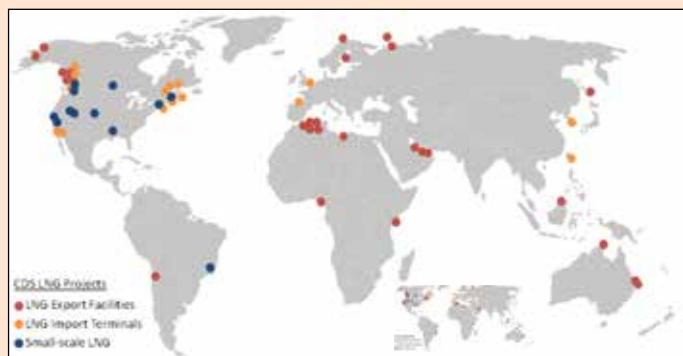 CDS LNG Projects
LNG Export Facilities
LNG Import Terminals
Small-scale LNG